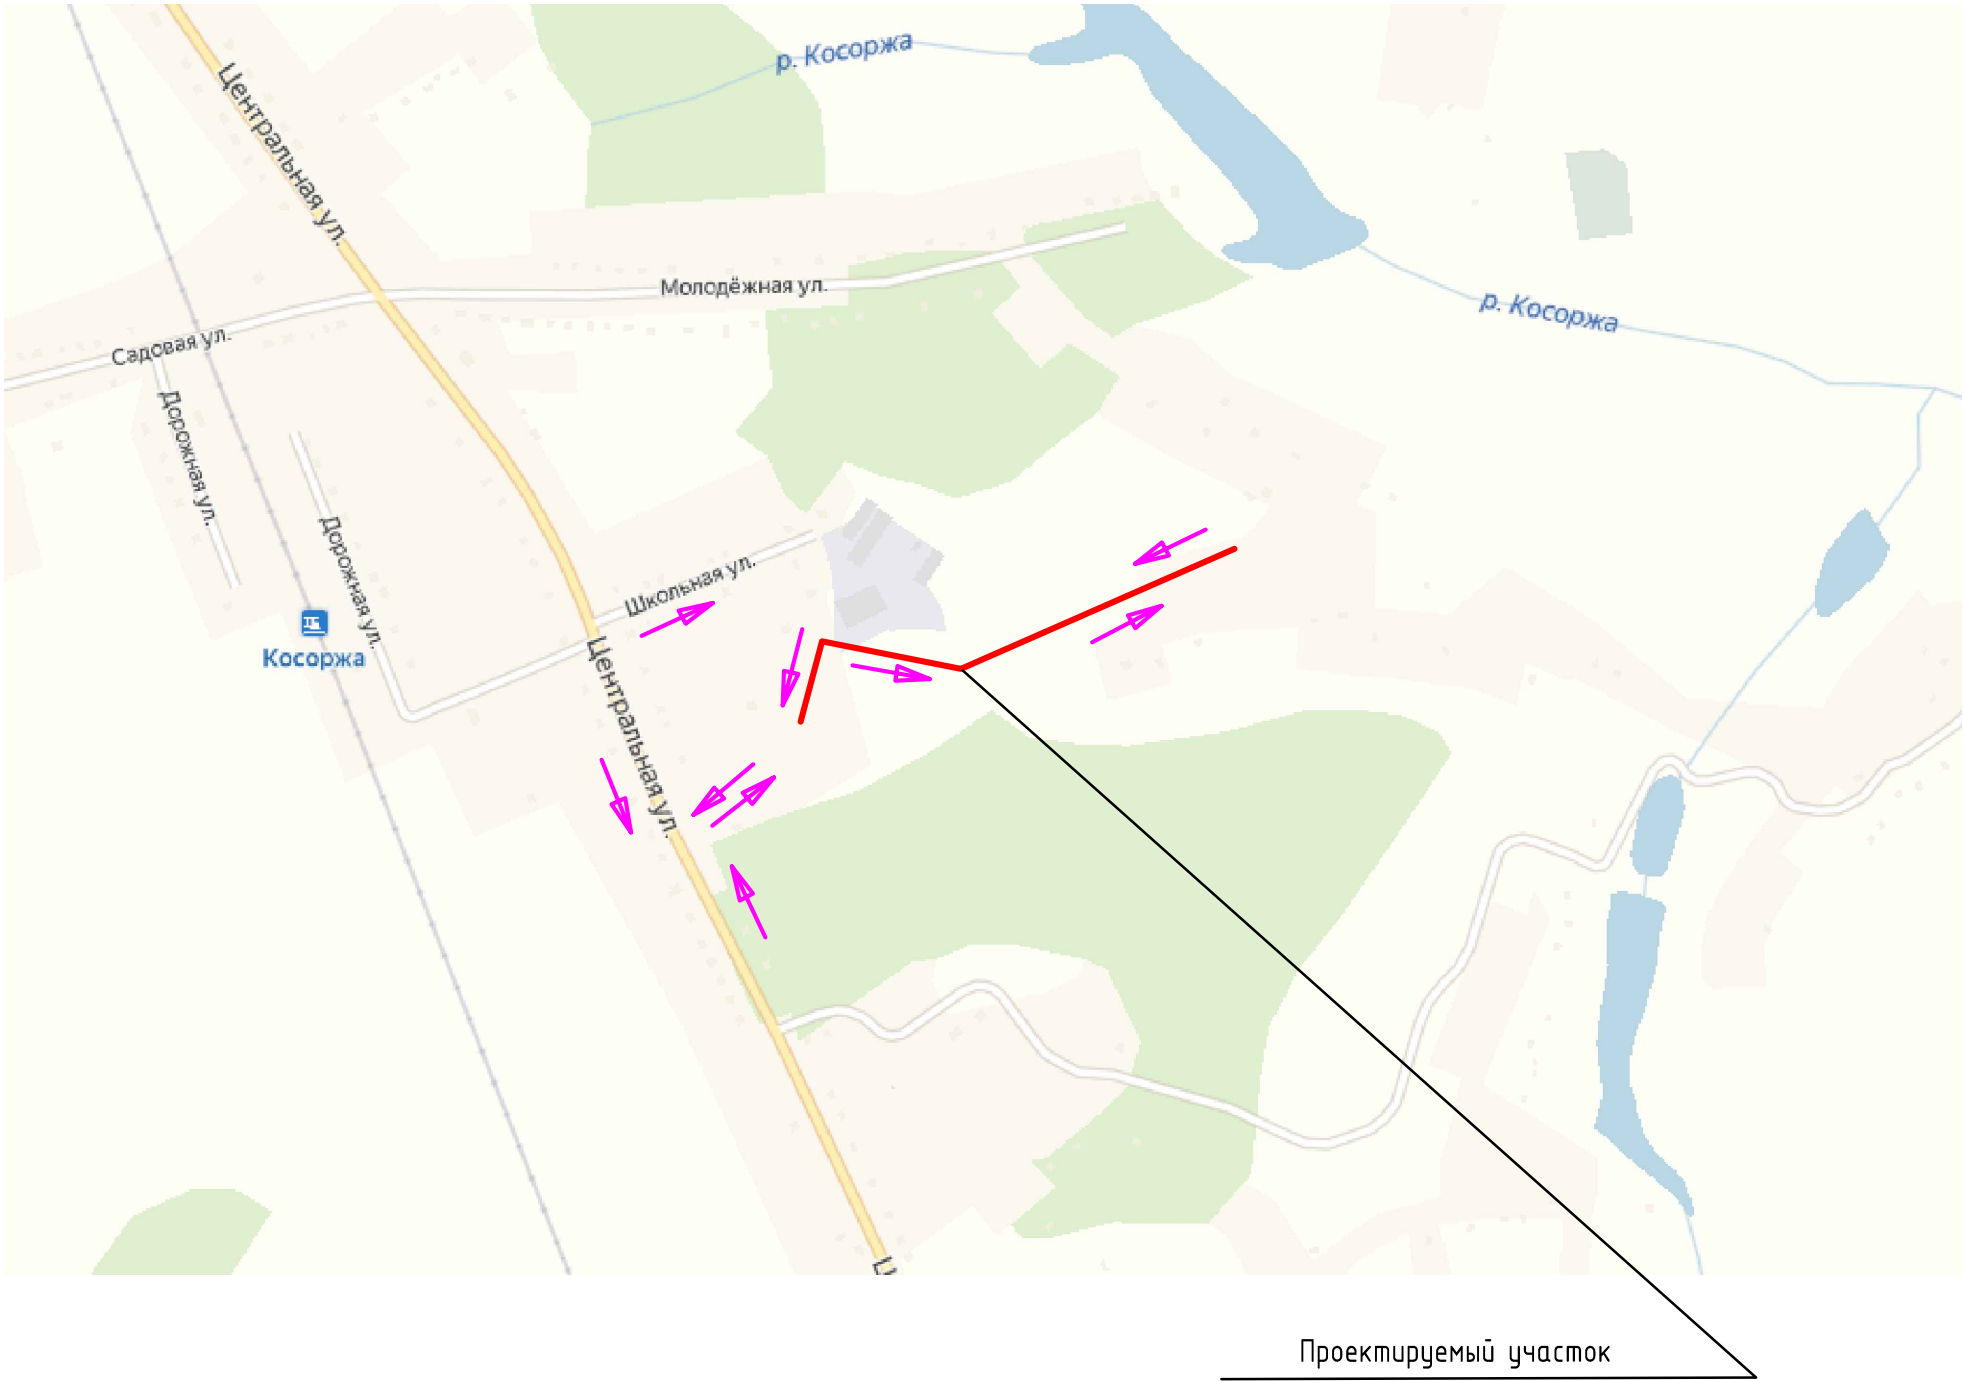 р. Косоржа
Центральная ул.
Молодёжная ул.
р. Косоржа
Садовая ул.
Дорожная ул.
Дорожная ул.
Школьная ул.
Косоржа
Центральная ул.
Ц
Проектируемый участок